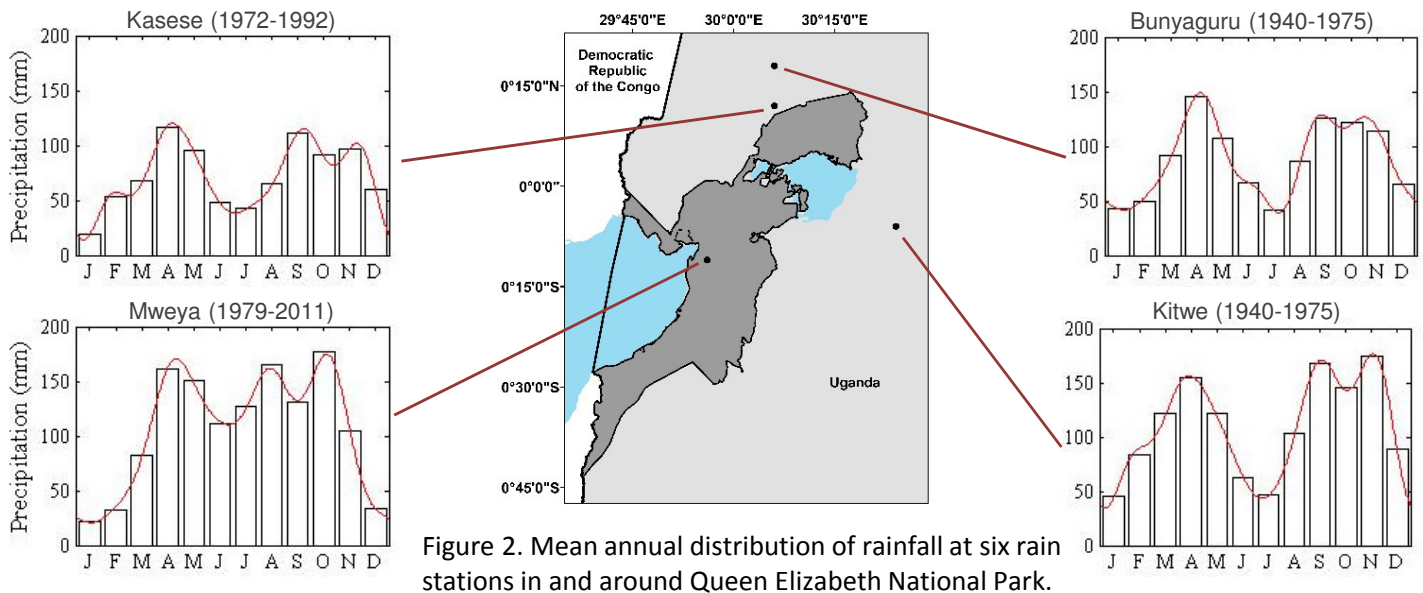 Kasese (1972-1992)
Precipitation (mm)
200
150
100
50
0
J F M A M J J A S O N D
Mweya (1979-2011)
Precipitation (mm)
200
150
100
50
0
J F M A M J J A S O N D
29°45'0"E 30°0'0"E 30°15'0"E
Democratic
Republic
of the Congo
0°15'0"N
0°0'0"
0°15'0"S
0°30'0"S
0°45'0"S
Uganda
Bunyaguru (1940-1975)
200
150
100
50
0
J F M A M J J A S O N D
Kitwe (1940-1975)
200
150
100
50
0
J F M A M J J A S O N D
Figure 2. Mean annual distribution of rainfall at six rain
stations in and around Queen Elizabeth National Park.